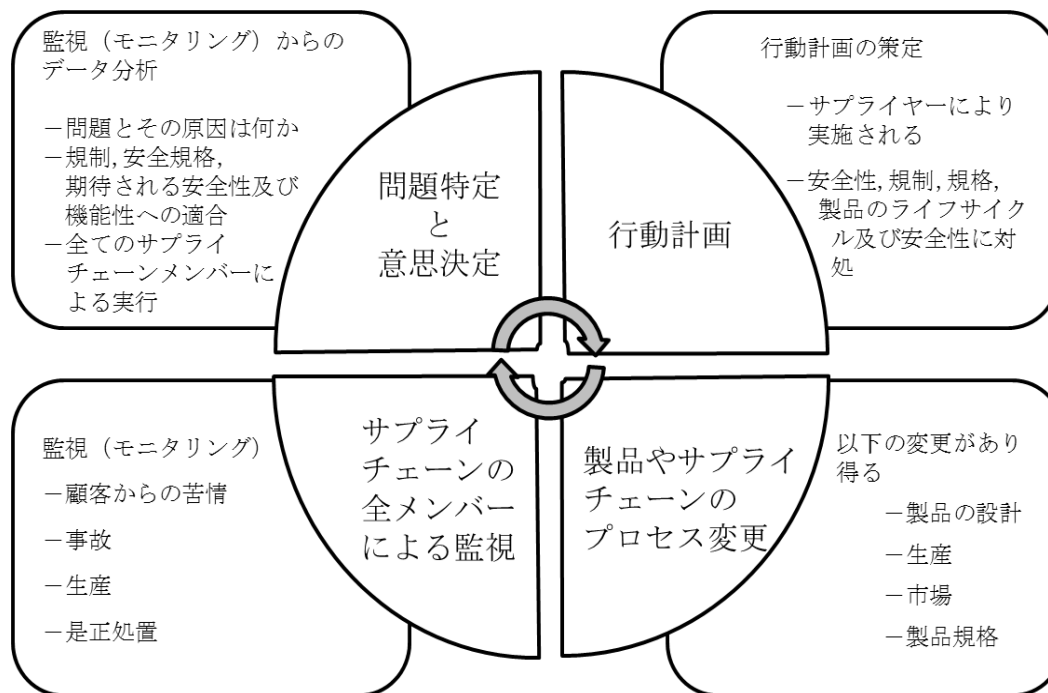 監視（モニタリング）からの
データ分析
－問題とその原因は何か
－規制, 安全規格,
期待される安全性及び
機能性への適合
－全てのサプライ
チェーンメンバーに
よる実行
問題特定
と
意思決定
行動計画の策定
－サプライヤーにより
実施される
－安全性, 規制, 規格,
製品のライフサイク
ル及び安全性に対
処
行動計画
監視（モニタリング）
－顧客からの苦情
－事故
－生産
－是正処置
サプライ
チェーンの
全メンバー
による監視
製品やサプライ
チェーンの
プロセス変更
以下の変更があり
得る
－製品の設計
－生産
－市場
－製品規格